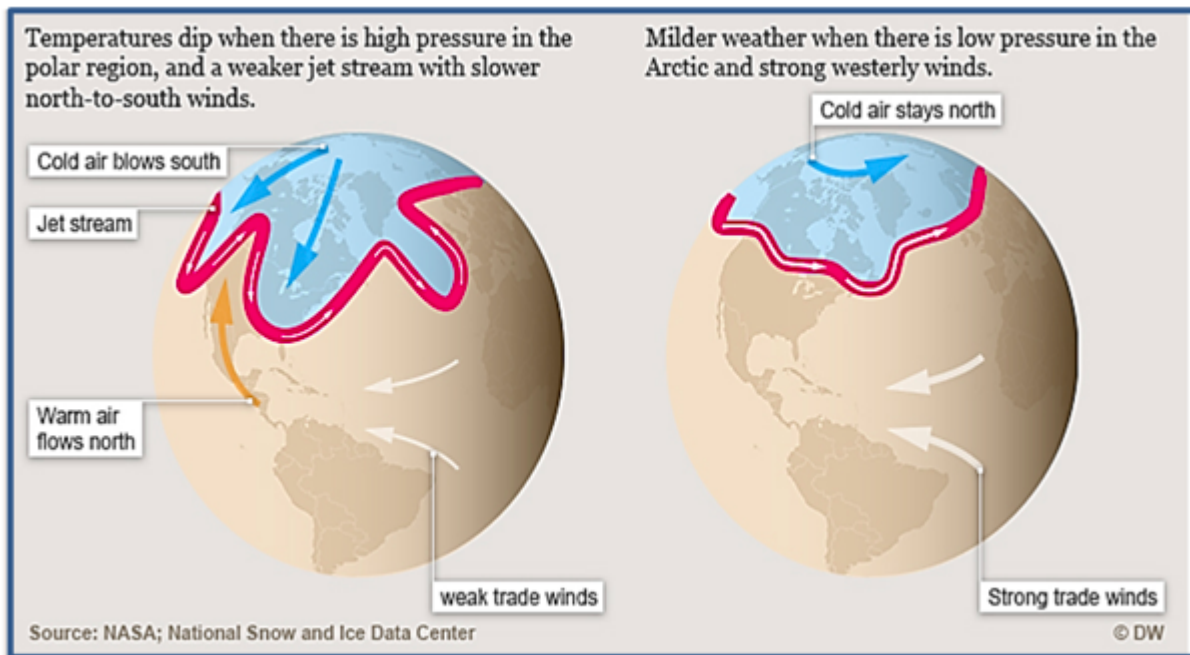 Temperatures dip when there is high pressure in the
polar region, and a weaker jet stream with slower
north-to-south winds.
Cold air blows south
Jet stream
Warm air
flows north
weak trade winds
Milder weather when there is low pressure in the
Arctic and strong westerly winds.
Cold air stays north
Strong trade winds
Source: NASA; National Snow and Ice Data Center
© DW